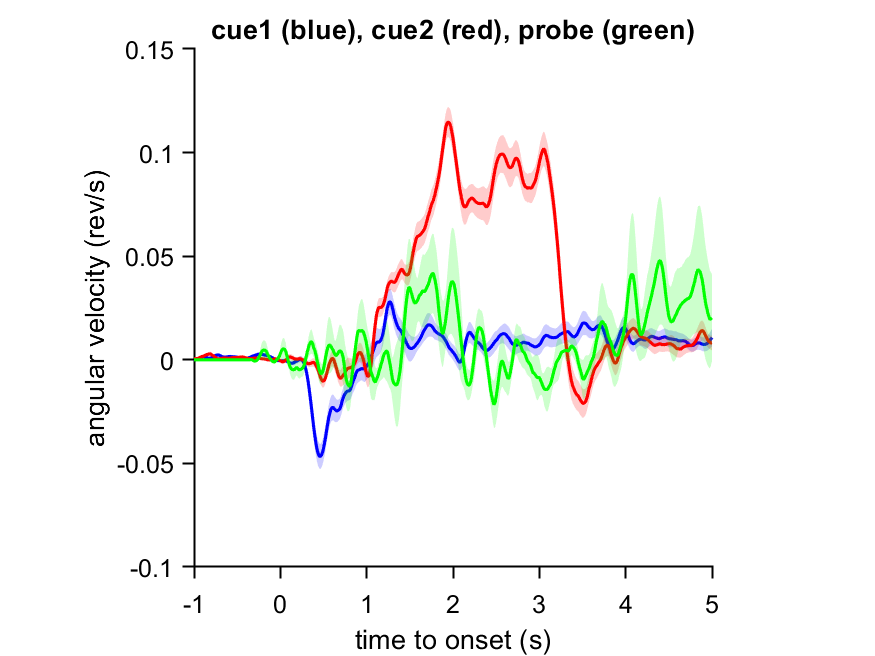 cue1 (blue), cue2 (red), probe (green)
0.15
0.1
0.05
0
-0.05
-0.1
angular velocity (rev/s)
-1 0 1 2 3 4 5
time to onset (s)